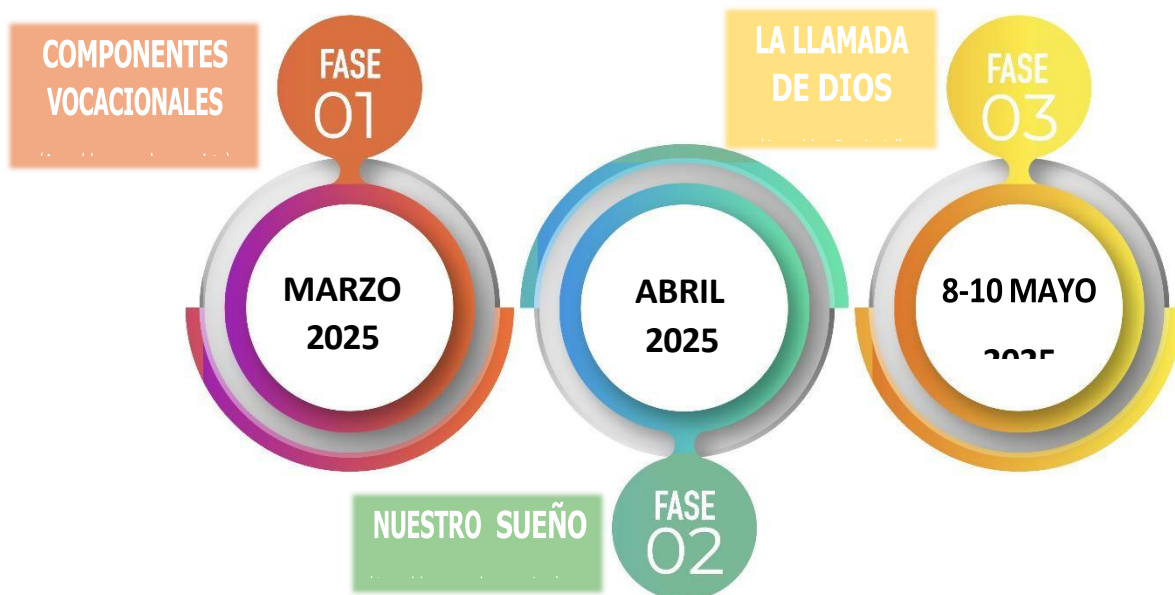 COMPONENTES
VOCACIONALES
FASE
01
MARZO
2025
NUESTRO SUEÑO
FASE
02
ABRIL
2025
LA LLAMADA
DE DIOS
FASE
03
8-10 MAYO
2025